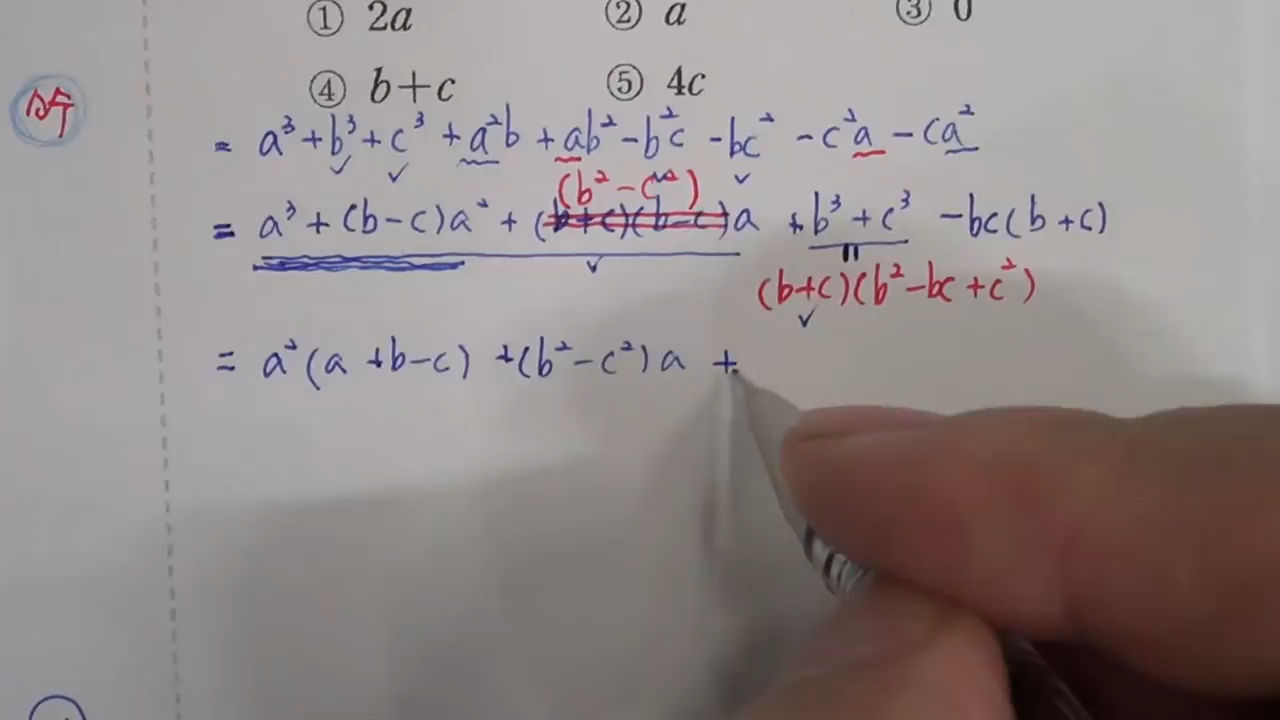 ① 2a ② a ③ 0
④ b+c ⑤ 4c
= a³ + b³ + c³ + a²b + ab² - b²c - bc² - c²a - ca²
(b² - c²)
= a³ + (b-c)a² + (b+c)(b-c)a + b³ + c³ - bc(b+c)
(b+c)(b² - bc + c²)
= a²(a + b - c) + (b² - c²)a +